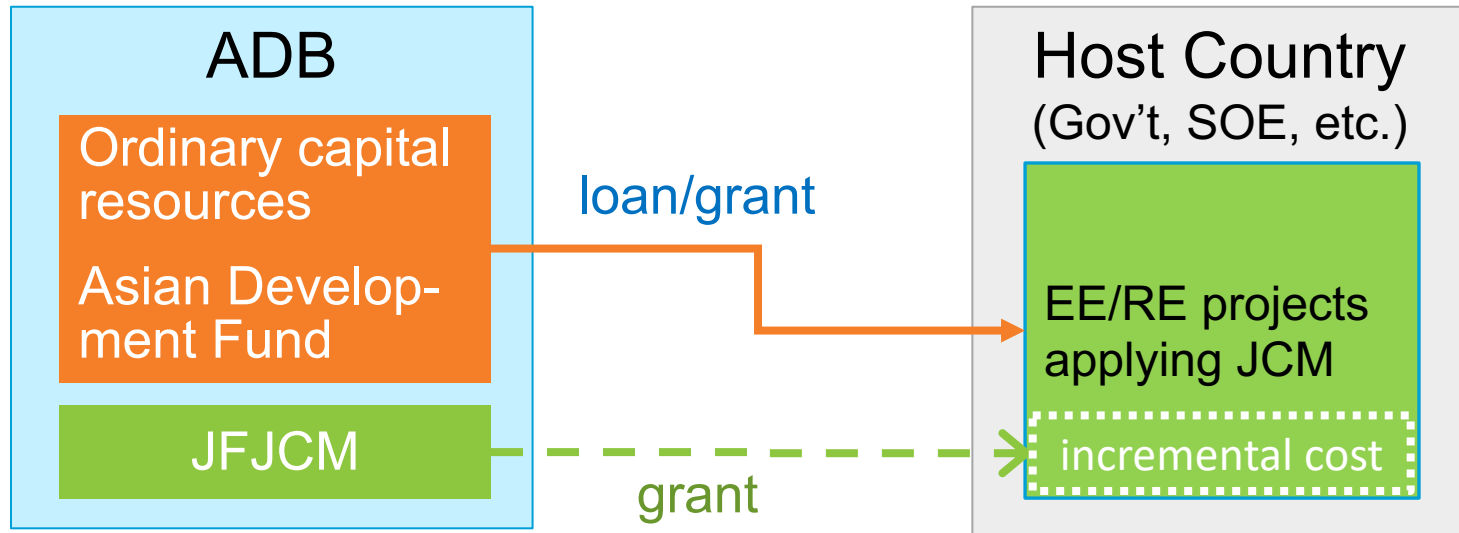 ADB
Ordinary capital
resources
Asian Develop-
ment Fund
JFJCM
loan/grant
grant
Host Country
(Gov't, SOE, etc.)
EE/RE projects
applying JCM
incremental cost